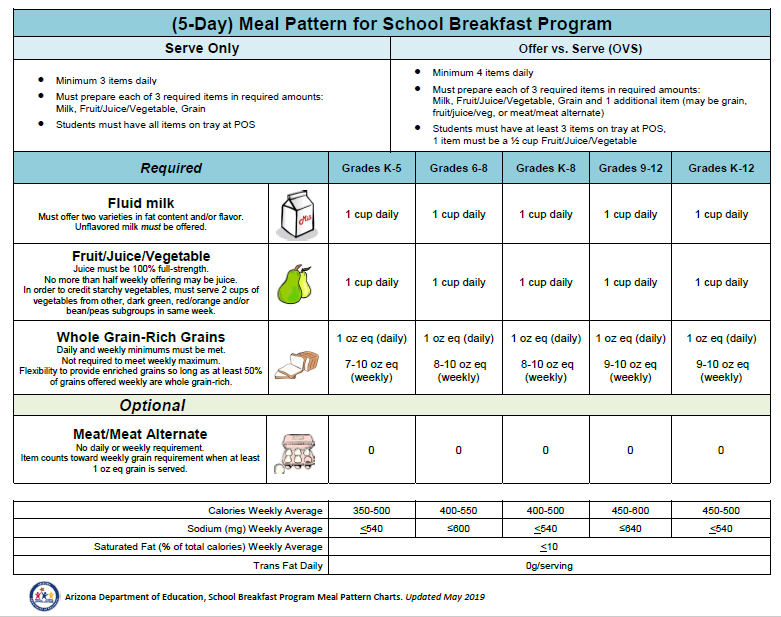 (5-Day) Meal Pattern for School Breakfast Program
Serve Only
Offer vs. Serve (OVS)
• Minimum 3 items daily
• Must prepare each of 3 required items in required amounts:
Milk, Fruit/Juice/Vegetable, Grain
• Students must have all items on tray at POS
• Minimum 4 items daily
• Must prepare each of 3 required items in required amounts:
Milk, Fruit/Juice/Vegetable, Grain and 1 additional item (may be grain,
fruit/juice/veg, or meat/meat alternate)
• Students must have at least 3 items on tray at POS,
1 item must be a ½ cup Fruit/Juice/Vegetable
Required Grades K-5 Grades 6-8 Grades K-8 Grades 9-12 Grades K-12
Fluid milk
Must offer two varieties in fat content and/or flavor.
Unflavored milk must be offered.
1 cup daily 1 cup daily 1 cup daily 1 cup daily 1 cup daily
Fruit/Juice/Vegetable
Juice must be 100% full-strength.
No more than half weekly offering may be juice.
In order to credit starchy vegetables, must serve 2 cups of
vegetables from other, dark green, red/orange and/or
bean/peas subgroups in same week.
1 cup daily 1 cup daily 1 cup daily 1 cup daily 1 cup daily
Whole Grain-Rich Grains
Daily and weekly minimums must be met.
Not required to meet weekly maximum.
Flexibility to provide enriched grains so long as at least 50%
of grains offered weekly are whole grain-rich.
1 oz eq (daily) 1 oz eq (daily) 1 oz eq (daily) 1 oz eq (daily) 1 oz eq (daily)
7-10 oz eq 8-10 oz eq 8-10 oz eq 9-10 oz eq 9-10 oz eq
(weekly) (weekly) (weekly) (weekly) (weekly)
Optional
Meat/Meat Alternate
No daily or weekly requirement.
Item counts toward weekly grain requirement when at least
1 oz eq grain is served.
0 0 0 0 0
Calories Weekly Average 350-500 400-550 400-500 450-600 450-500
Sodium (mg) Weekly Average ≤540 ≤600 ≤540 ≤640 ≤540
Saturated Fat (% of total calories) Weekly Average ≤10
Trans Fat Daily 0g/serving
Arizona Department of Education, School Breakfast Program Meal Pattern Charts. Updated May 2019